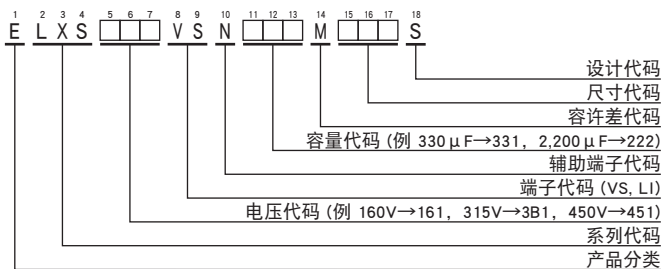 1 2 3 4 5 6 7 8 9 10 11 12 13 14 15 16 17 18
E L X S □□□ V S N □□□ M □□□ S
设计代码
尺寸代码
容许差代码
容量代码 (例 330μF→331, 2,200μF→222)
辅助端子代码
端子代码 (VS, LI)
电压代码 (例 160V→161, 315V→3B1, 450V→451)
系列代码
产品分类